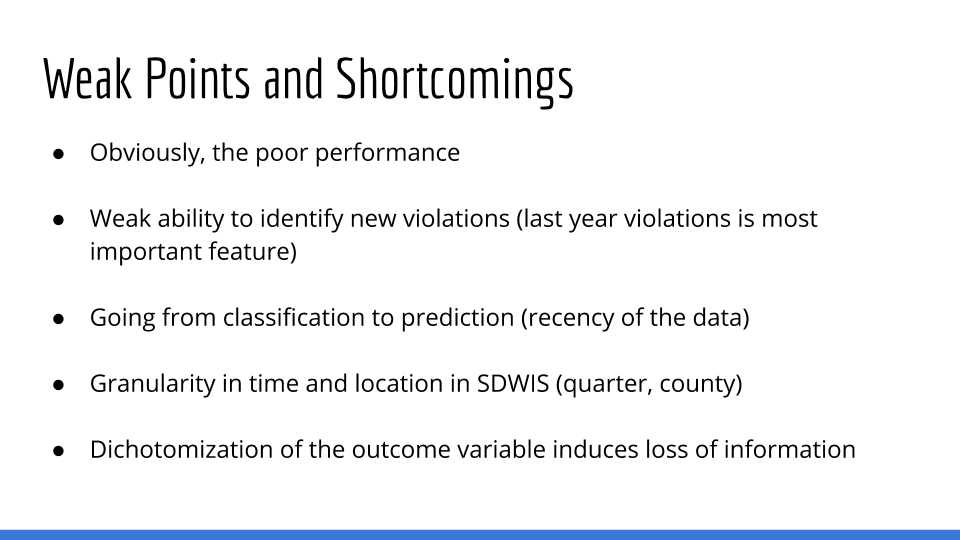 Weak Points and Shortcomings
● Obviously, the poor performance
● Weak ability to identify new violations (last year violations is most
important feature)
● Going from classification to prediction (recency of the data)
● Granularity in time and location in SDWIS (quarter, county)
● Dichotomization of the outcome variable induces loss of information